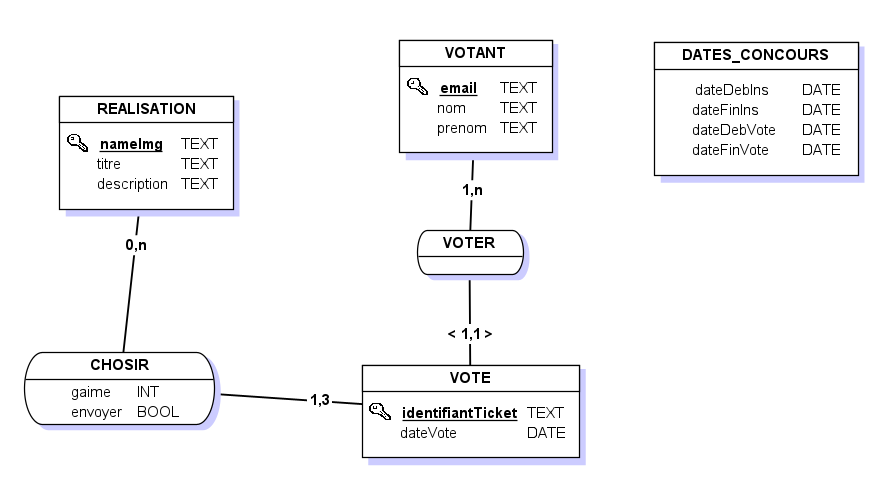 VOTANT
email TEXT
nom TEXT
prenom TEXT
DATES_CONCOURS
dateDebIns DATE
dateFinIns DATE
dateDebVote DATE
dateFinVote DATE
REALISATION
nameImg TEXT
titre TEXT
description TEXT
1,n
0,n
VOTER
< 1,1 >
CHOSIR
gaime INT
envoyer BOOL
1,3
VOTE
identifiantTicket TEXT
dateVote DATE